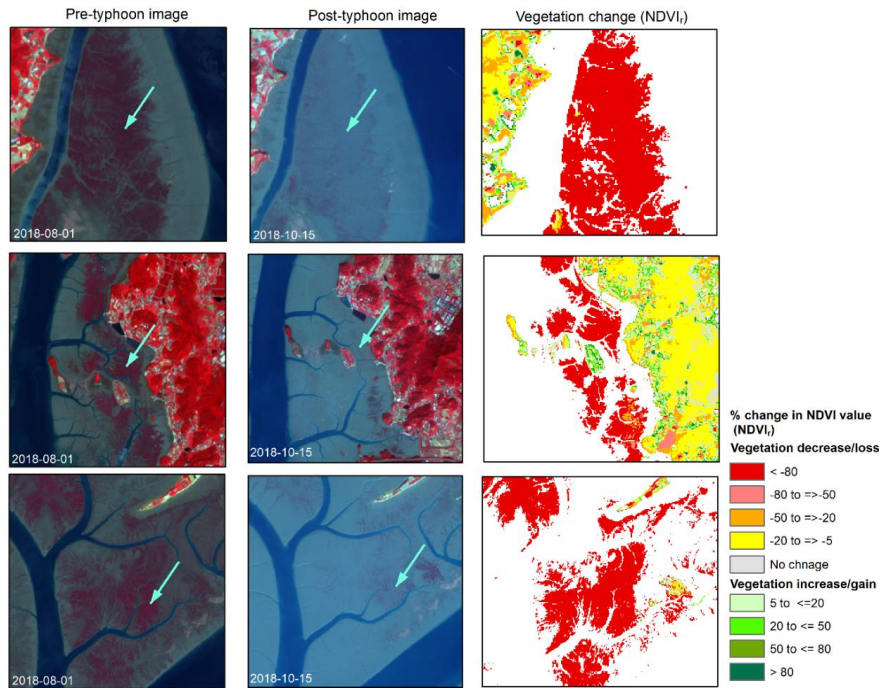 Pre-typhoon image
Post-typhoon image
Vegetation change (NDVIr)
2018-08-01
2018-10-15
2018-08-01
2018-10-15
2018-08-01
2018-10-15
% change in NDVI value
(NDVIr)
Vegetation decrease/loss
< -80
-80 to =>-50
-50 to =>-20
-20 to => -5
No chnage
Vegetation increase/gain
5 to <=20
20 to <= 50
50 to <= 80
> 80